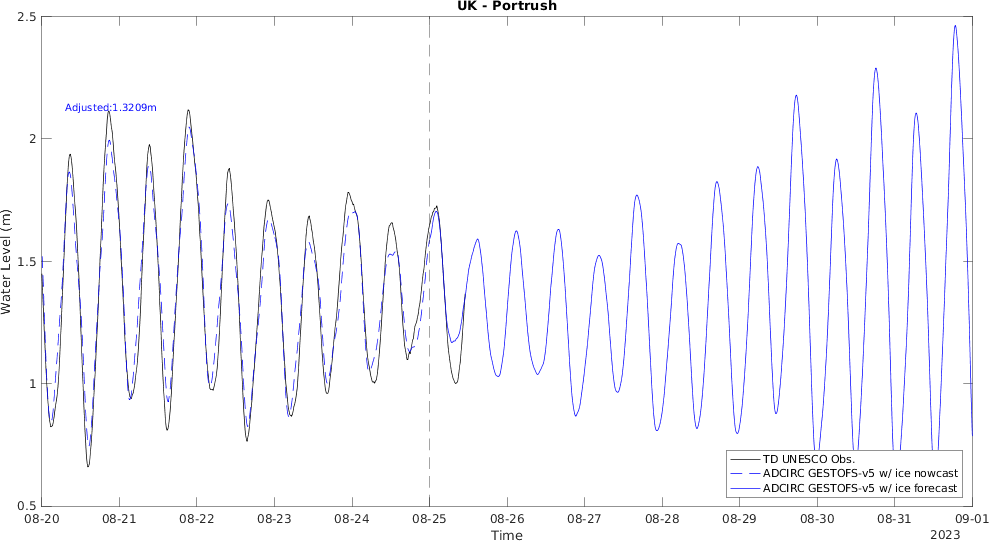 UK - Portrush
2.5
Adjusted:1.3209m
2
1.5
Water Level (m)
1
TD UNESCO Obs.
ADCIRC GESTOFS-v5 w/ ice nowcast
ADCIRC GESTOFS-v5 w/ ice forecast
0.5
08-20 08-21 08-22 08-23 08-24 08-25 08-26 08-27 08-28 08-29 08-30 08-31 09-01
Time
2023